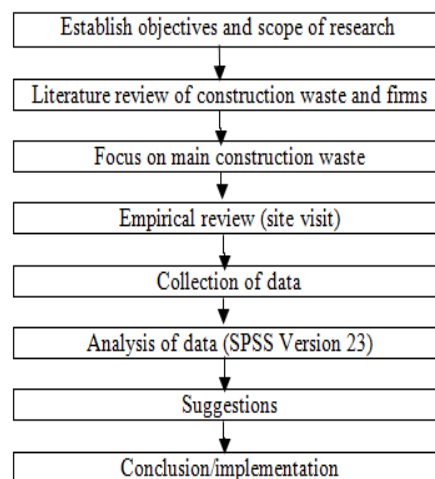 Establish objectives and scope of research
Literature review of construction waste and firms
Focus on main construction waste
Empirical review (site visit)
Collection of data
Analysis of data (SPSS Version 23)
Suggestions
Conclusion/implementation